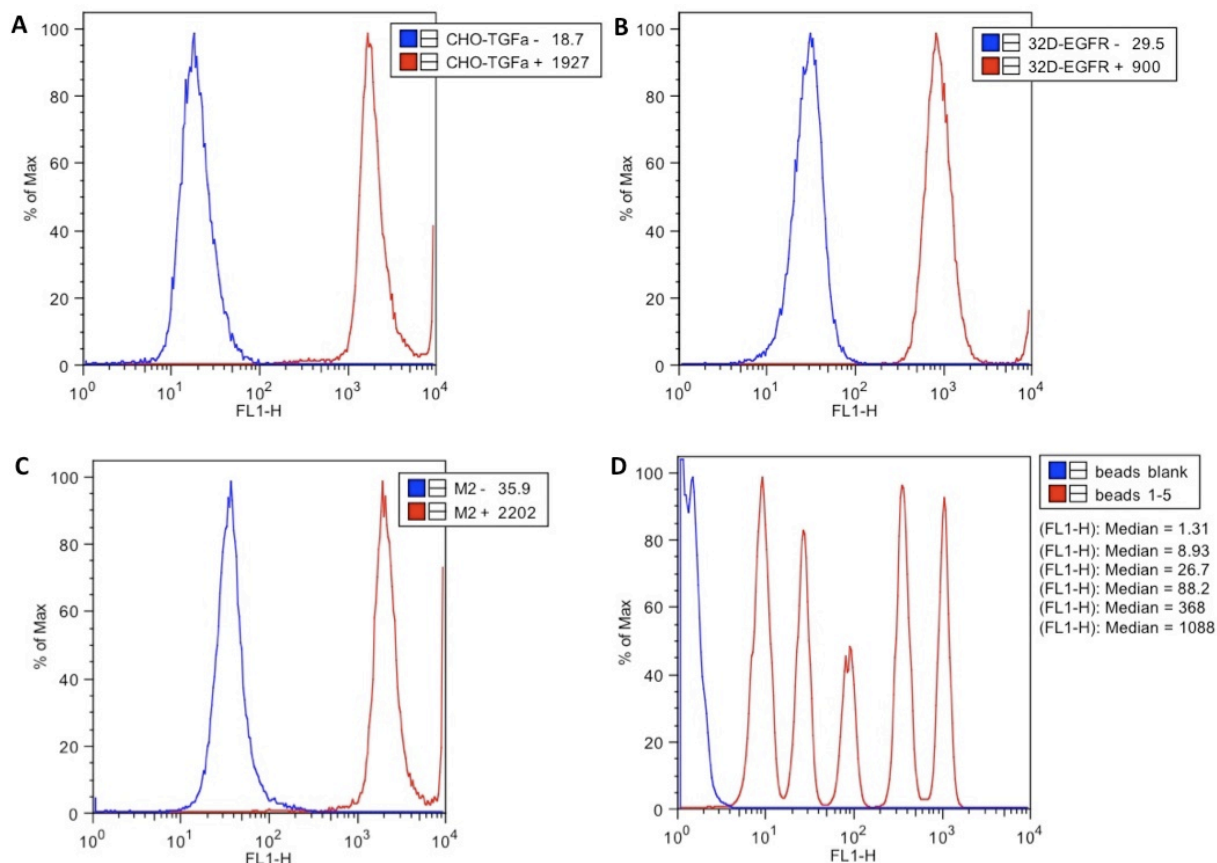 A
CHO-TGFa - 18.7
CHO-TGFa + 1927
% of Max
100
80
60
40
20
0
10^0 10^1 10^2 10^3 10^4
FL1-H
B
32D-EGFR - 29.5
32D-EGFR + 900
% of Max
100
80
60
40
20
0
10^0 10^1 10^2 10^3 10^4
FL1-H
C
M2 - 35.9
M2 + 2202
% of Max
100
80
60
40
20
0
10^0 10^1 10^2 10^3 10^4
FL1-H
D
beads blank
beads 1-5
(FL1-H): Median = 1.31
(FL1-H): Median = 8.93
(FL1-H): Median = 26.7
(FL1-H): Median = 88.2
(FL1-H): Median = 368
(FL1-H): Median = 1088
% of Max
100
80
60
40
20
0
10^0 10^1 10^2 10^3 10^4
FL1-H